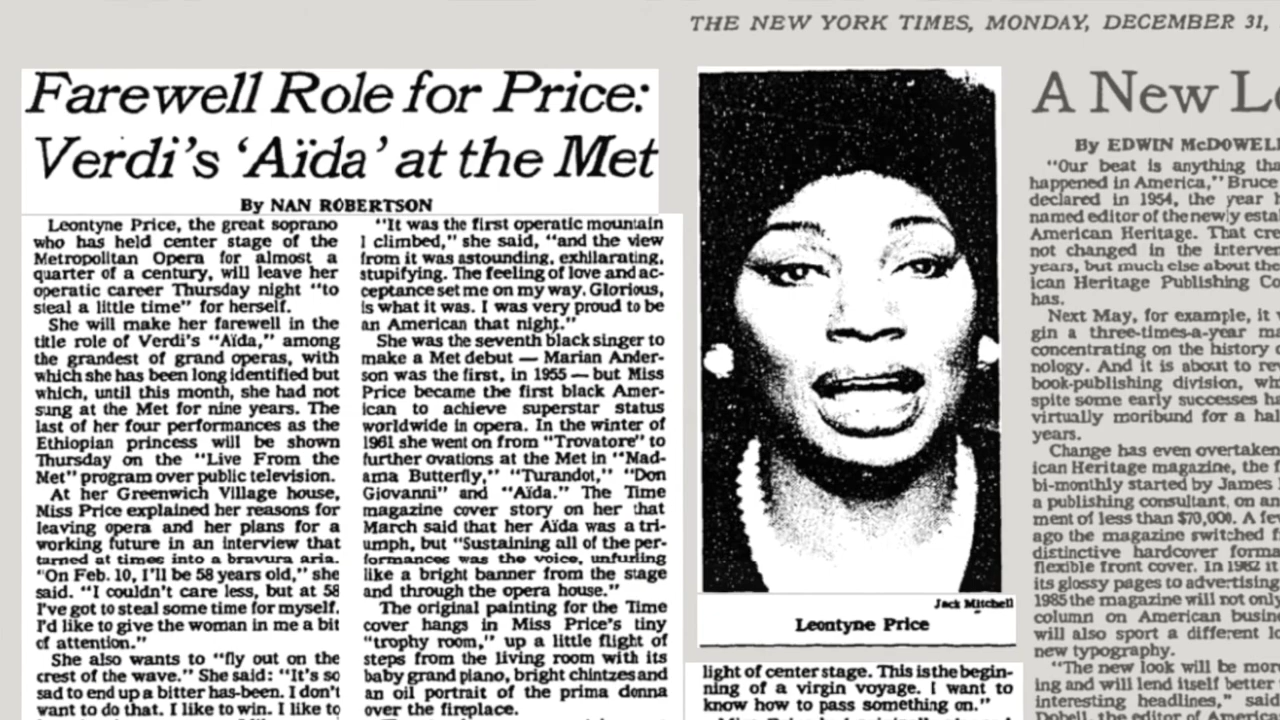 THE NEW YORK TIMES, MONDAY, DECEMBER 31,
Farewell Role for Price:
Verdi's 'Aïda' at the Met
By NAN ROBERTSON
Leontyne Price, the great soprano
who has held center stage of the
Metropolitan Opera for almost a
quarter of a century, will leave her
operatic career Thursday night "to
steal a little time" for herself.
She will make her farewell in the
title role of Verdi's "Aïda," among
the grandest of grand operas, with
which she has been long identified but
which, until this month, she had not
sung at the Met for nine years. The
last of her four performances as the
Ethiopian princess will be shown
Thursday on the "Live From the
Met" program over public television.
At her Greenwich Village house,
Miss Price explained her reasons for
leaving opera and her plans for a
working future in an interview that
turned at times into a bravura aria.
"On Feb. 10, I'll be 58 years old," she
said. "I couldn't care less, but at 58
I've got to steal some time for myself.
I'd like to give the woman in me a bit
of attention."
She also wants to "fly out on the
crest of the wave." She said: "It's so
sad to end up a bitter has-been. I don't
want to do that. I like to win. I like to
"It was the first operatic mountain
I climbed," she said, "and the view
from it was astounding, exhilarating,
stupifying. The feeling of love and ac-
ceptance set me on my way. Glorious,
is what it was. I was very proud to be
an American that night."
She was the seventh black singer to
make a Met debut — Marian Ander-
son was the first, in 1955 — but Miss
Price became the first black Amer-
ican to achieve superstar status
worldwide in opera. In the winter of
1961 she went on from "Trovatore" to
further ovations at the Met in "Mad-
ama Butterfly," "Turandot," "Don
Giovanni" and "Aïda." The Time
magazine cover story on her that
March said that her Aïda was a tri-
umph, but "Sustaining all of the per-
formances was the voice, unfurling
like a bright banner from the stage
and through the opera house."
The original painting for the Time
cover hangs in Miss Price's tiny
"trophy room," up a little flight of
steps from the living room with its
baby grand piano, bright chintzes and
an oil portrait of the prima donna
over the fireplace.
Jack Mitchell
Leontyne Price
light of center stage. This is the begin-
ning of a virgin voyage. I want to
know how to pass something on."
A New
By EDWIN McDOWELL
"Our beat is anything that
happened in America," Bruce
declared in 1954, the year
named editor of the newly
American Heritage. That
not changed in the
years, but much else about the
ican Heritage Publishing
has.
Next May, for example, it
gin a three-times-a-year
concentrating on the history
nology. And it is about to
book-publishing division,
spite some early successes
virtually moribund for a
years.
Change has even overtaken
ican Heritage magazine, the
bi-monthly started by James
a publishing consultant, on an
ment of less than $70,000. A
ago the magazine switched
distinctive hardcover
flexible front cover. In 1982 it
its glossy pages to advertising
1985 the magazine will not only
column on American
will also sport a different
new typography.
"The new look will be
ing and will lend itself better
interesting headlines," said
Dobell, the editor of